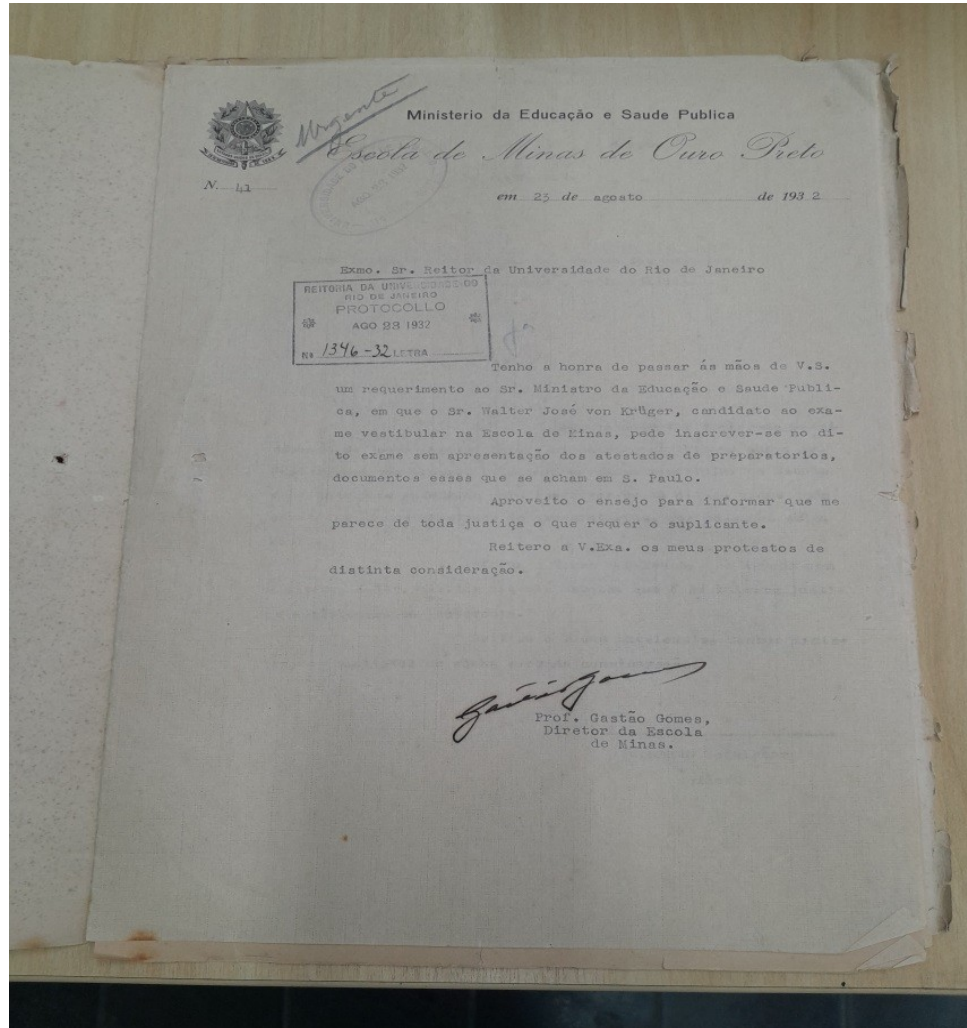 Urgente
Ministerio da Educação e Saude Publica
Escola de Minas de Ouro Preto
N. 42
em 23 de agosto de 1932
Exmo. Sr. Reitor da Universidade do Rio de Janeiro
REITORIA DA UNIVERSIDADE DO
RIO DE JANEIRO
PROTOCOLLO
AGO 28 1932
No 1346-32 LETRA
Tenho a honra de passar ás mãos de V.S.
um requerimento ao Sr. Ministro da Educação e Saude Publi-
ca, em que o Sr. Walter José von Krüger, candidato ao exa-
me vestibular na Escola de Minas, pede inscrever-se no di-
to exame sem apresentação dos atestados de preparatorios,
documentos esses que se acham em S. Paulo.
Aproveito o ensejo para informar que me
parece de toda justiça o que requer o suplicante.
Reitero a V.Exa. os meus protestos de
distinta consideração.
Gastão Gomes
Prof. Gastão Gomes,
Diretor da Escola
de Minas.